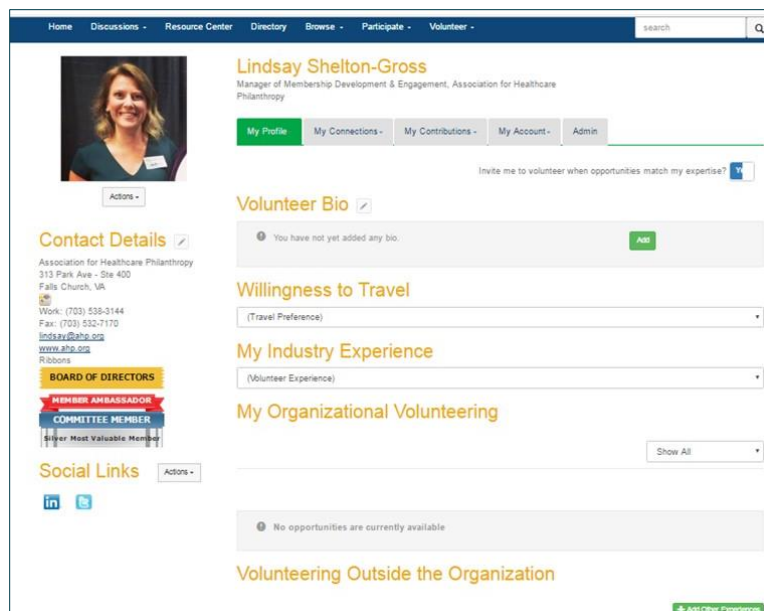 Home Discussions Resource Center Directory Browse Participate Volunteer search
Lindsay Shelton-Gross
Manager of Membership Development & Engagement, Association for Healthcare
Philanthropy
My Profile My Connections My Contributions My Account Admin
Invite me to volunteer when opportunities match my expertise?
Actions
Volunteer Bio
You have not yet added any bio. Add
Contact Details
Association for Healthcare Philanthropy
313 Park Ave - Ste 400
Falls Church, VA
Work: (703) 538-3144
Fax: (703) 532-7170
lindsay@ahp.org
www.ahp.org
Ribbons
BOARD OF DIRECTORS
MEMBER AMBASSADOR
COMMITTEE MEMBER
Silver Most Valuable Member
Social Links Actions
in
Willingness to Travel
(Travel Preference)
My Industry Experience
(Volunteer Experience)
My Organizational Volunteering
Show All
No opportunities are currently available
Volunteering Outside the Organization
+ Add Other Experiences